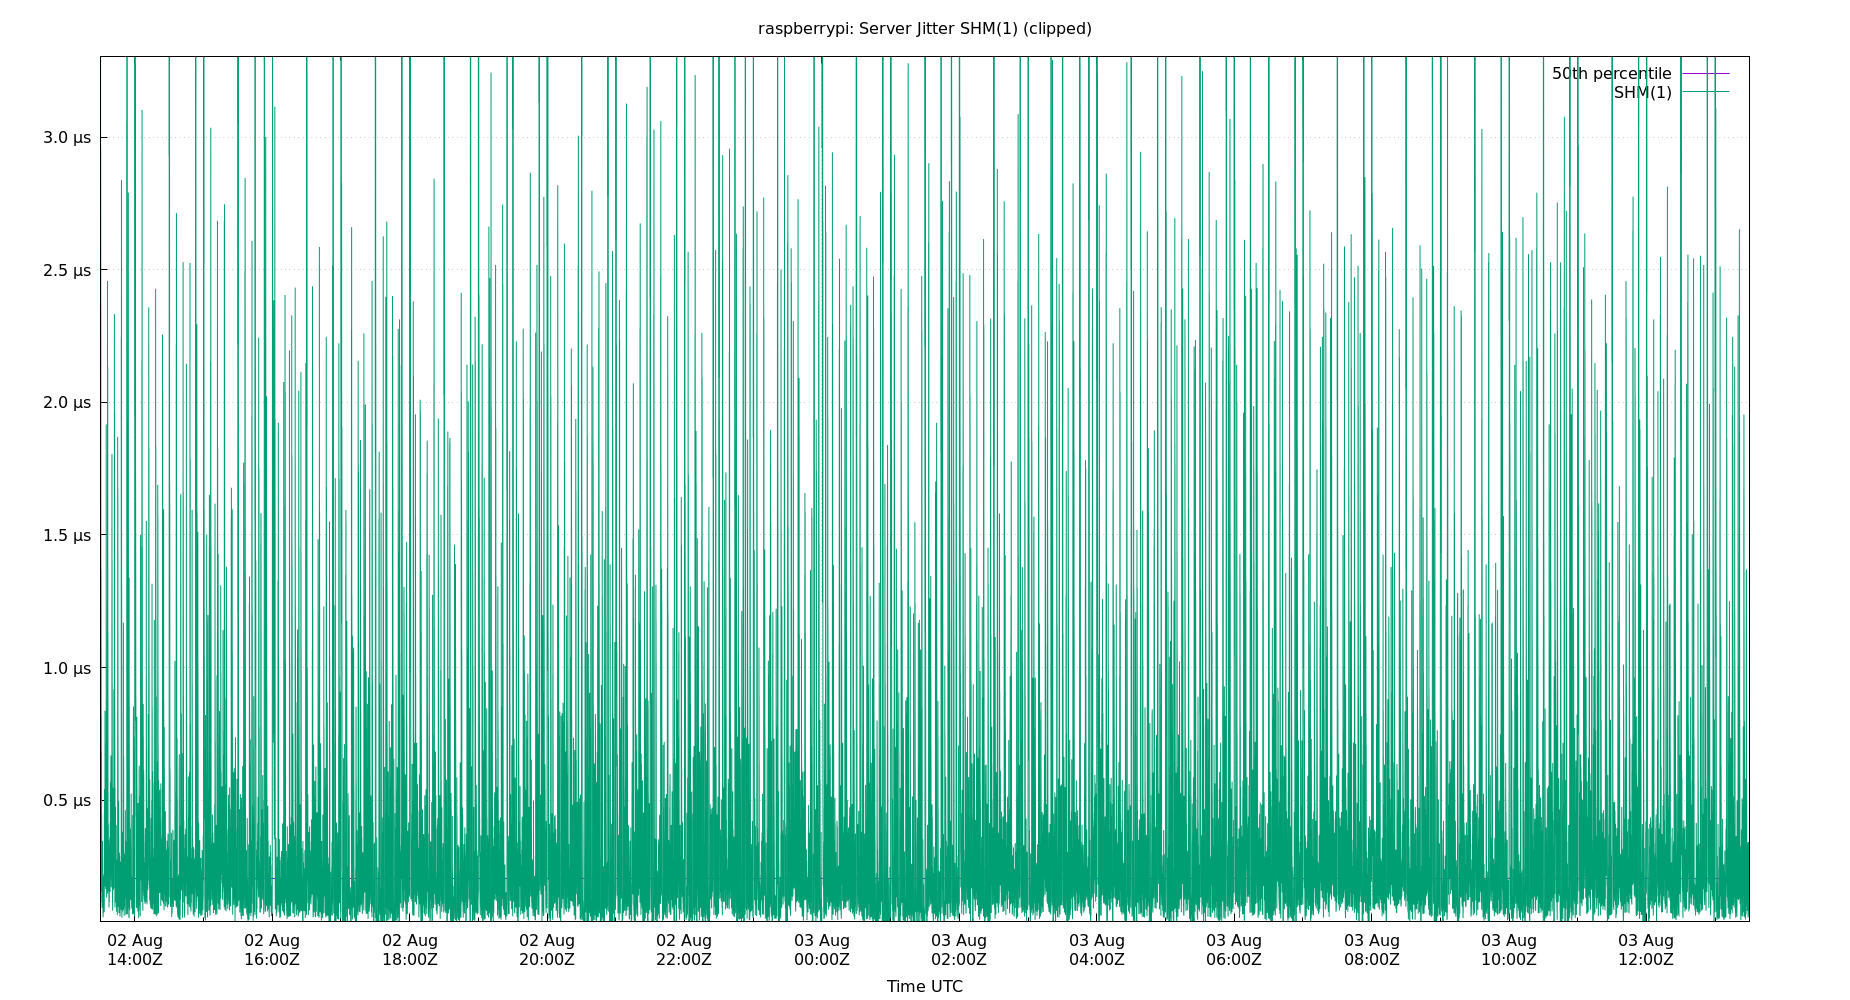 raspberrypi: Server Jitter SHM(1) (clipped)
50th percentile
SHM(1)
3.0 µs
2.5 µs
2.0 µs
1.5 µs
1.0 µs
0.5 µs
02 Aug 02 Aug 02 Aug 02 Aug 02 Aug 03 Aug 03 Aug 03 Aug 03 Aug 03 Aug 03 Aug 03 Aug
14:00Z 16:00Z 18:00Z 20:00Z 22:00Z 00:00Z 02:00Z 04:00Z 06:00Z 08:00Z 10:00Z 12:00Z
Time UTC